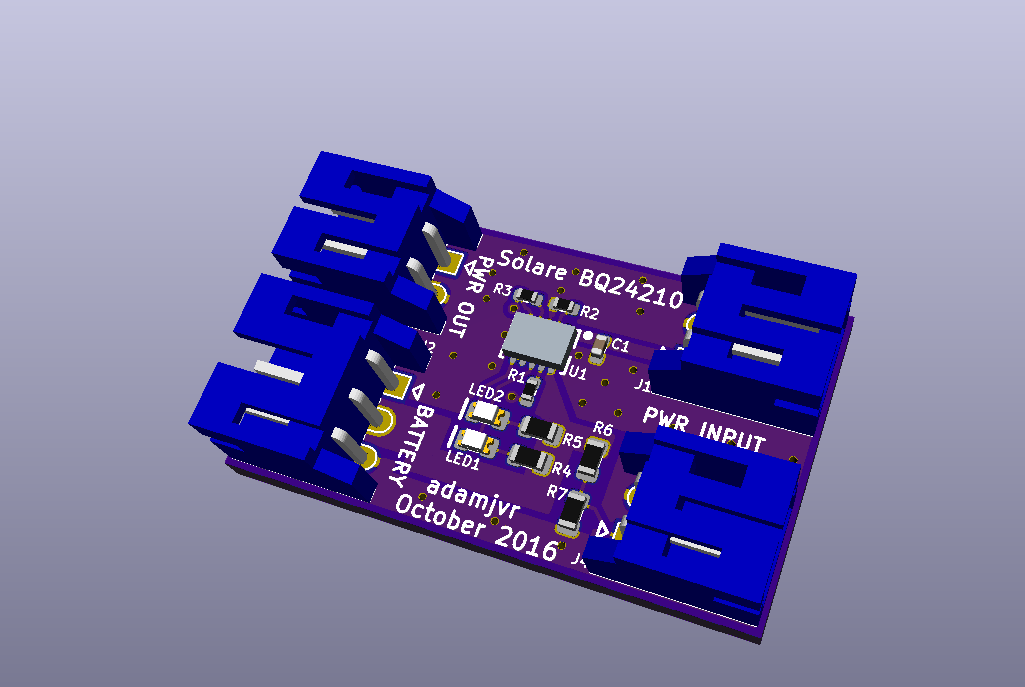 Solare BQ24210
PWR OUT
R3
R2
C1
U1
R1
J1
LED2
PWR INPUT
BATTERY
R6
R5
LED1
R4
R7
adamjvr
October 2016